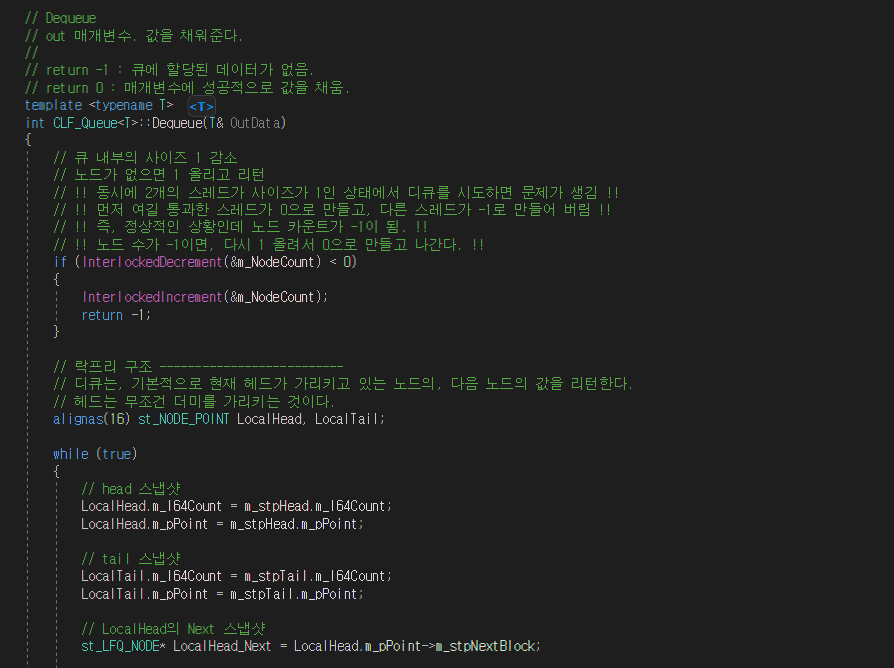 // Dequeue
// out 매개변수. 값을 채워준다.
//
// return -1 : 큐에 할당된 데이터가 없음.
// return 0 : 매개변수에 성공적으로 값을 채움.
template <typename T> <T>
int CLF_Queue<T>::Dequeue(T& OutData)
{
// 큐 내부의 사이즈 1 감소
// 노드가 없으면 1 올리고 리턴
// !! 동시에 2개의 스레드가 사이즈가 1인 상태에서 디큐를 시도하면 문제가 생김 !!
// !! 먼저 여길 통과한 스레드가 0으로 만들고, 다른 스레드가 -1로 만들어 버림 !!
// !! 즉, 정상적인 상황인데 노드 카운트가 -1이 됨. !!
// !! 노드 수가 -1이면, 다시 1 올려서 0으로 만들고 나간다. !!
if (InterlockedDecrement(&m_NodeCount) < 0)
{
InterlockedIncrement(&m_NodeCount);
return -1;
}
// 락프리 구조 --------------------------
// 디큐는, 기본적으로 현재 헤드가 가리키고 있는 노드의, 다음 노드의 값을 리턴한다.
// 헤드는 무조건 더미를 가리키는 것이다.
alignas(16) st_NODE_POINT LocalHead, LocalTail;
while (true)
{
// head 스냅샷
LocalHead.m_l64Count = m_stpHead.m_l64Count;
LocalHead.m_pPoint = m_stpHead.m_pPoint;
// tail 스냅샷
LocalTail.m_l64Count = m_stpTail.m_l64Count;
LocalTail.m_pPoint = m_stpTail.m_pPoint;
// LocalHead의 Next 스냅샷
st_LFQ_NODE* LocalHead_Next = LocalHead.m_pPoint->m_stpNextBlock;